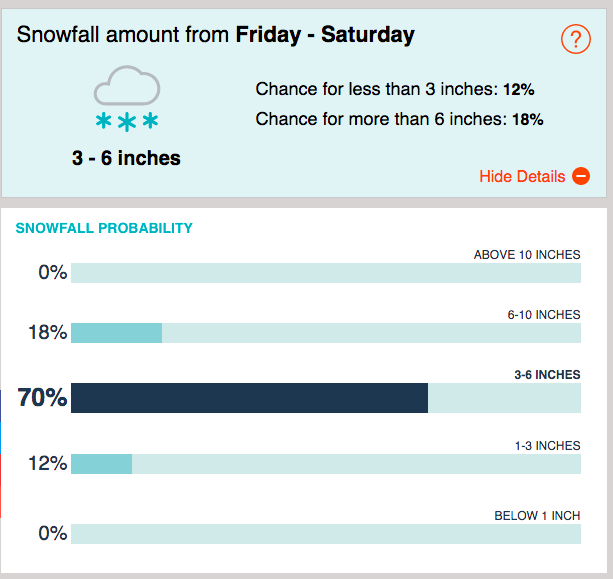 Snowfall amount from Friday - Saturday
?
Chance for less than 3 inches: 12%
Chance for more than 6 inches: 18%
3 - 6 inches
Hide Details
SNOWFALL PROBABILITY
ABOVE 10 INCHES
0%
6-10 INCHES
18%
3-6 INCHES
70%
1-3 INCHES
12%
BELOW 1 INCH
0%